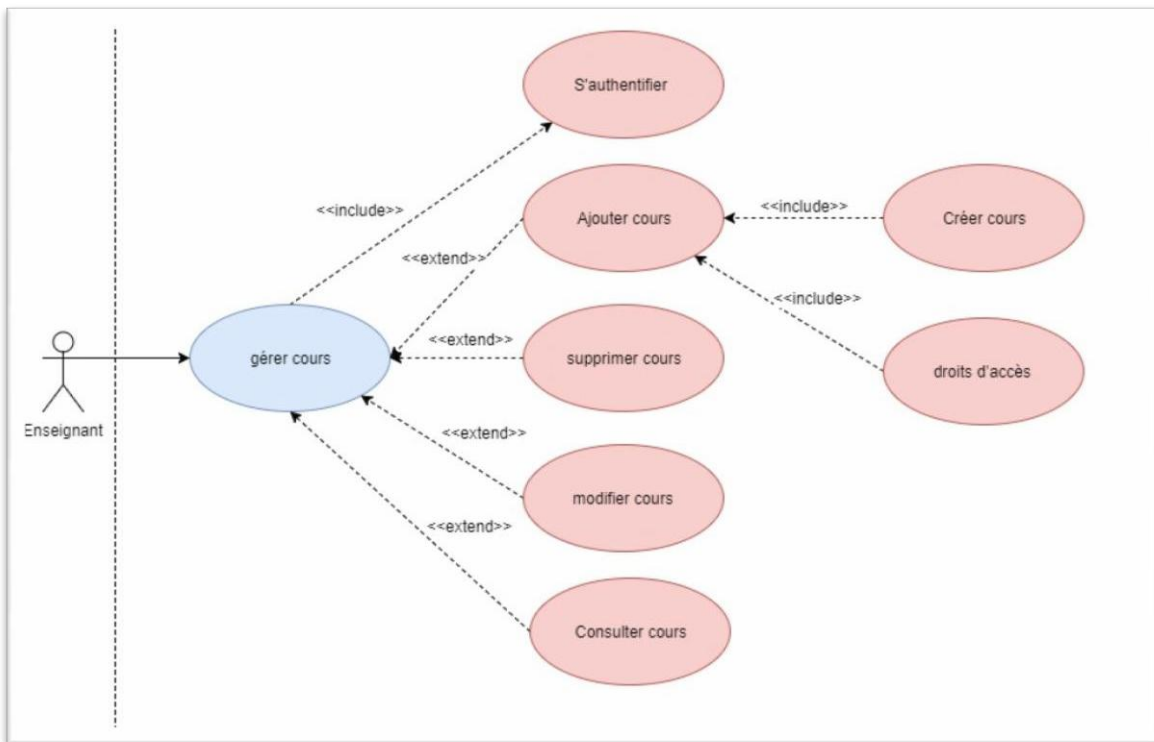 S'authentifier
<<include>>
Ajouter cours
<<include>>
Créer cours
<<extend>>
<<include>>
gérer cours
<<extend>>
supprimer cours
droits d'accès
Enseignant
<<extend>>
modifier cours
<<extend>>
Consulter cours